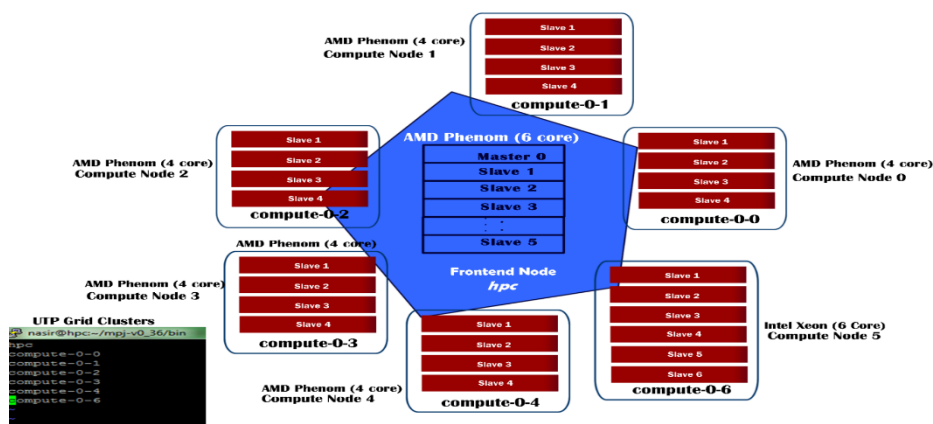 AMD Phenom (4 core)
Compute Node 1
Slave 1
Slave 2
Slave 3
Slave 4
compute-0-1
AMD Phenom (4 core)
Compute Node 2
Slave 1
Slave 2
Slave 3
Slave 4
compute-0-2
AMD Phenom (6 core)
Master 0
Slave 1
Slave 2
Slave 3
: :
Slave 5
Frontend Node
hpc
Slave 1
Slave 2
Slave 3
Slave 4
compute-0-0
AMD Phenom (4 core)
Compute Node 0
AMD Phenom (4 core)
AMD Phenom (4 core)
Compute Node 3
Slave 1
Slave 2
Slave 3
Slave 4
compute-0-3
AMD Phenom (4 core)
Compute Node 4
Slave 1
Slave 2
Slave 3
Slave 4
compute-0-4
Slave 1
Slave 2
Slave 3
Slave 4
Slave 5
Slave 6
compute-0-6
Intel Xeon (6 Core)
Compute Node 5
UTP Grid Clusters
nasir@hpc:~/mpj-v0_36/bin
hpc
compute-0-0
compute-0-1
compute-0-2
compute-0-3
compute-0-4
compute-0-6
~
~